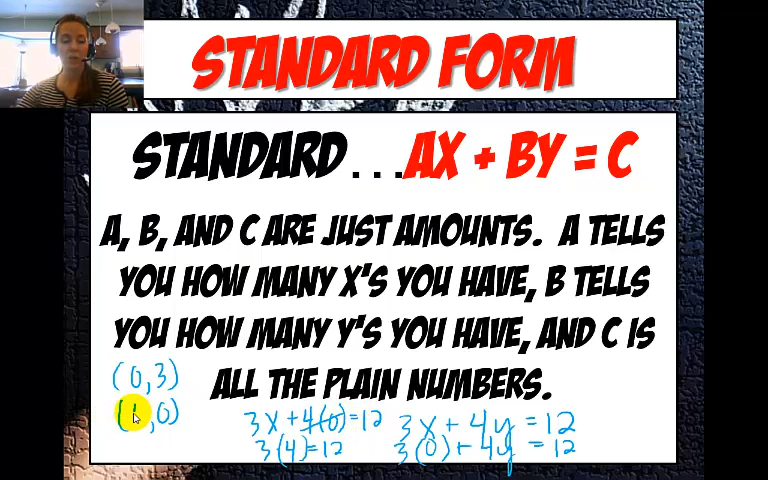 STANDARD FORM
STANDARD...AX + BY = C
A, B, AND C ARE JUST AMOUNTS. A TELLS
YOU HOW MANY X'S YOU HAVE, B TELLS
YOU HOW MANY Y'S YOU HAVE, AND C IS
ALL THE PLAIN NUMBERS.
(0,3)
3x+4(0)=12
3(4)=12
3x+4y=12
3(0)+4y=12